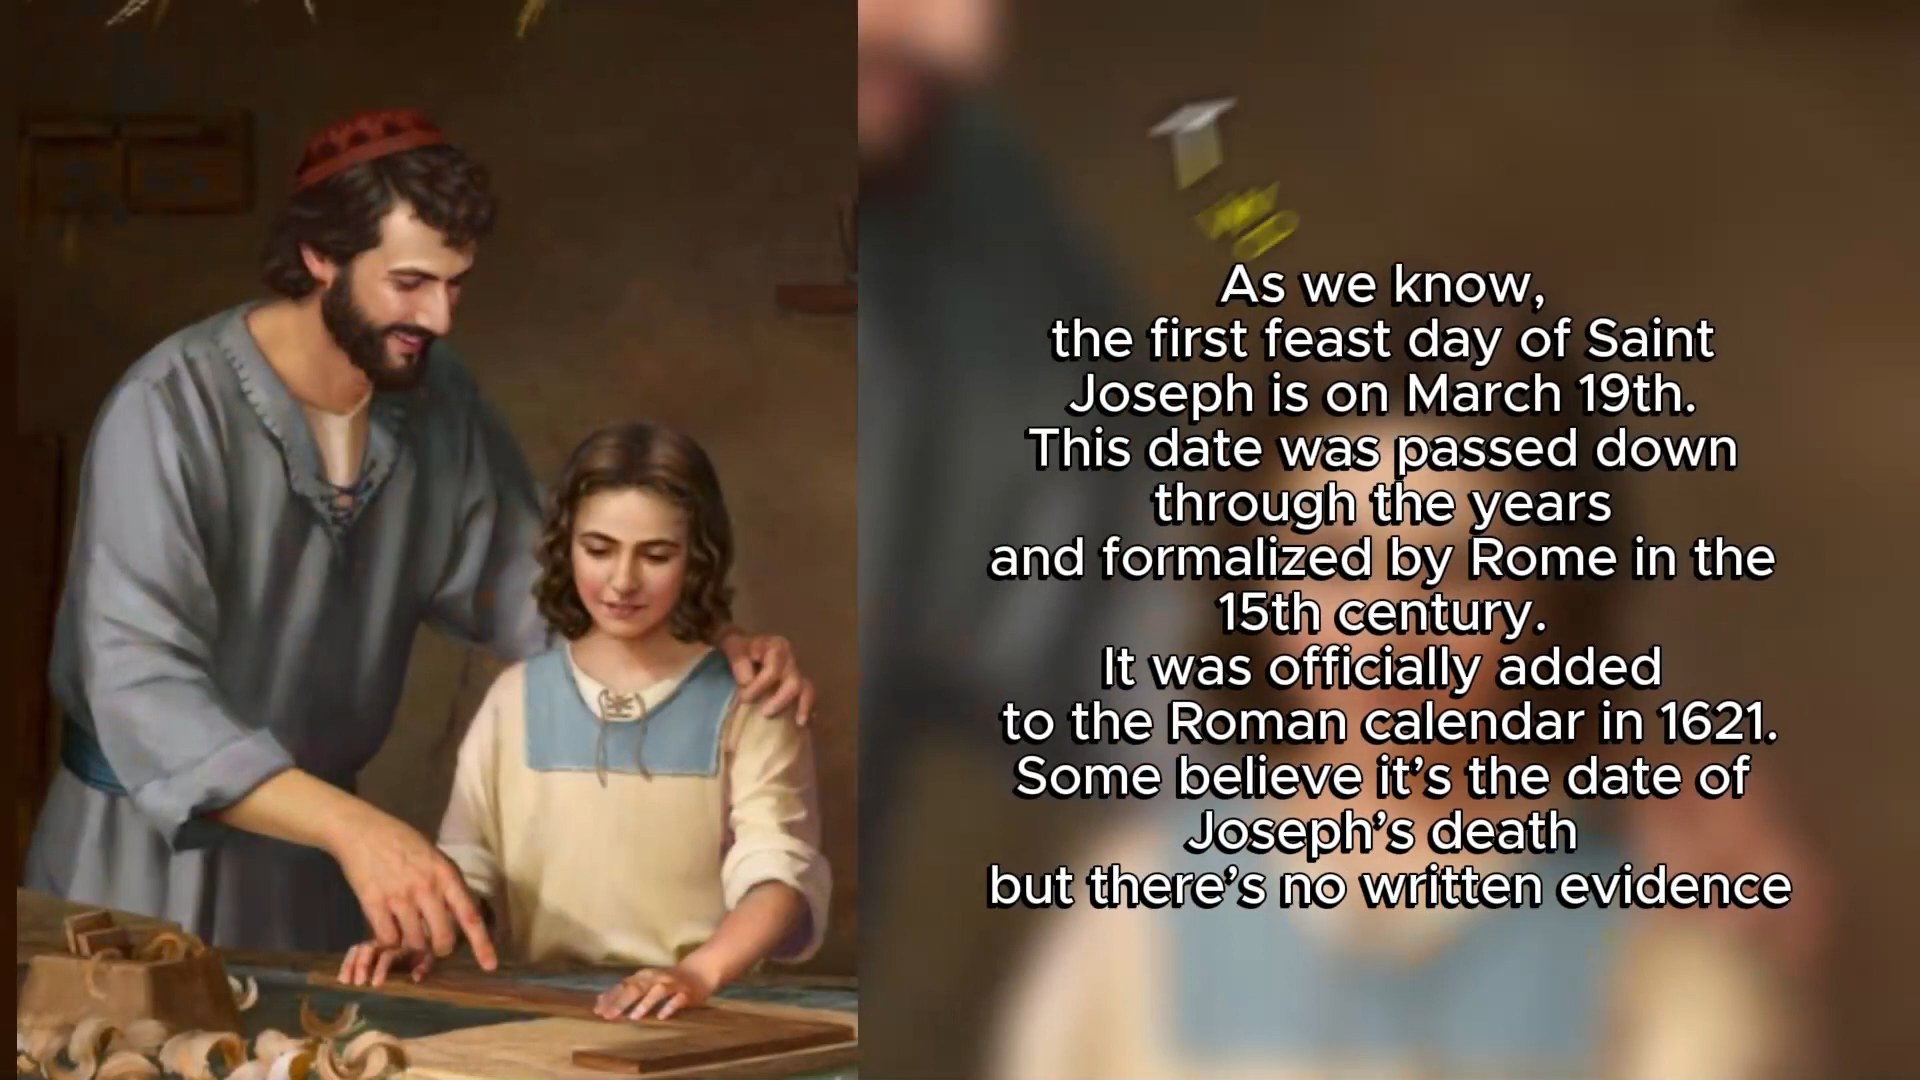 As we know,
the first feast day of Saint
Joseph is on March 19th.
This date was passed down
through the years
and formalized by Rome in the
15th century.
It was officially added
to the Roman calendar in 1621.
Some believe it's the date of
Joseph's death
but there's no written evidence